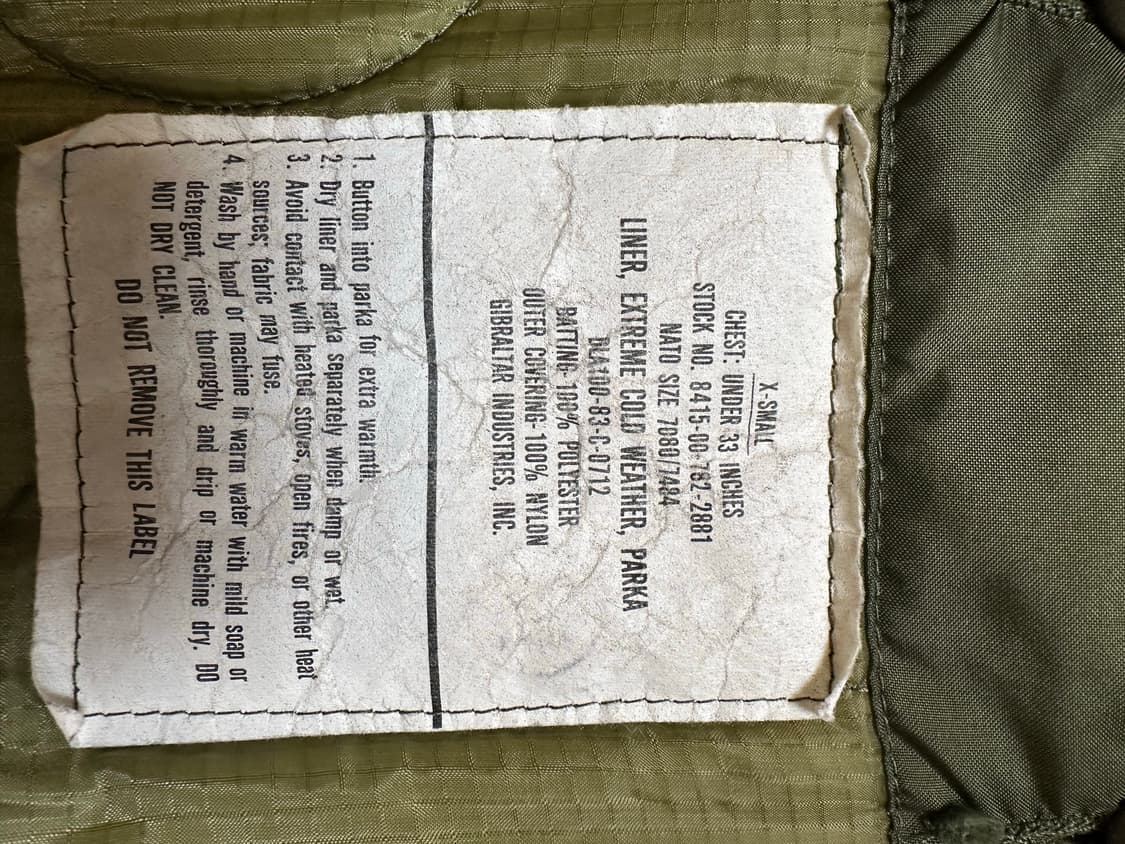 X-SMALL
CHEST: UNDER 33 INCHES
STOCK NO. 8415-00-762-2881
NATO SIZE 7080/7484
LINER, EXTREME COLD WEATHER, PARKA
DLA100-83-C-0712
BATTING- 100% POLYESTER
OUTER COVERING- 100% NYLON
GIBRALTAR INDUSTRIES, INC.
1. Button into parka for extra warmth.
2. Dry liner and parka separately when damp or wet.
3. Avoid contact with heated stoves, open fires, or other heat
sources; fabric may fuse.
4. Wash by hand or machine in warm water with mild soap or
detergent, rinse thoroughly and drip or machine dry. DO
NOT DRY CLEAN.
DO NOT REMOVE THIS LABEL